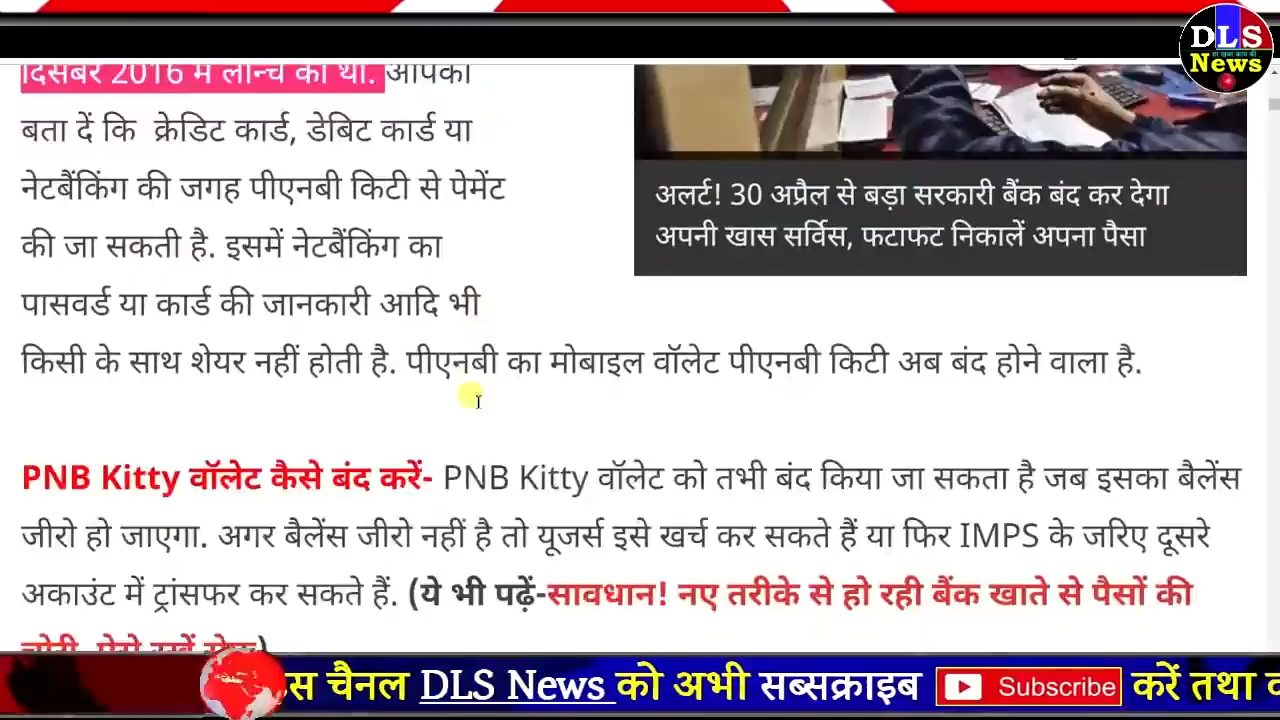 DLS
News
दिसंबर 2016 में लॉन्च की थी. आपको
बता दें कि क्रेडिट कार्ड, डेबिट कार्ड या
नेटबैंकिंग की जगह पीएनबी किटी से पेमेंट
की जा सकती है. इसमें नेटबैंकिंग का
पासवर्ड या कार्ड की जानकारी आदि भी
किसी के साथ शेयर नहीं होती है. पीएनबी का मोबाइल वॉलेट पीएनबी किटी अब बंद होने वाला है.
अलर्ट! 30 अप्रैल से बड़ा सरकारी बैंक बंद कर देगा
अपनी खास सर्विस, फटाफट निकालें अपना पैसा
PNB Kitty वॉलेट कैसे बंद करें- PNB Kitty वॉलेट को तभी बंद किया जा सकता है जब इसका बैलेंस
जीरो हो जाएगा. अगर बैलेंस जीरो नहीं है तो यूजर्स इसे खर्च कर सकते हैं या फिर IMPS के जरिए दूसरे
अकाउंट में ट्रांसफर कर सकते हैं. (ये भी पढ़ें-सावधान! नए तरीके से हो रही बैंक खाते से पैसों की
स चैनल DLS News को अभी सब्सक्राइब Subscribe करें तथा